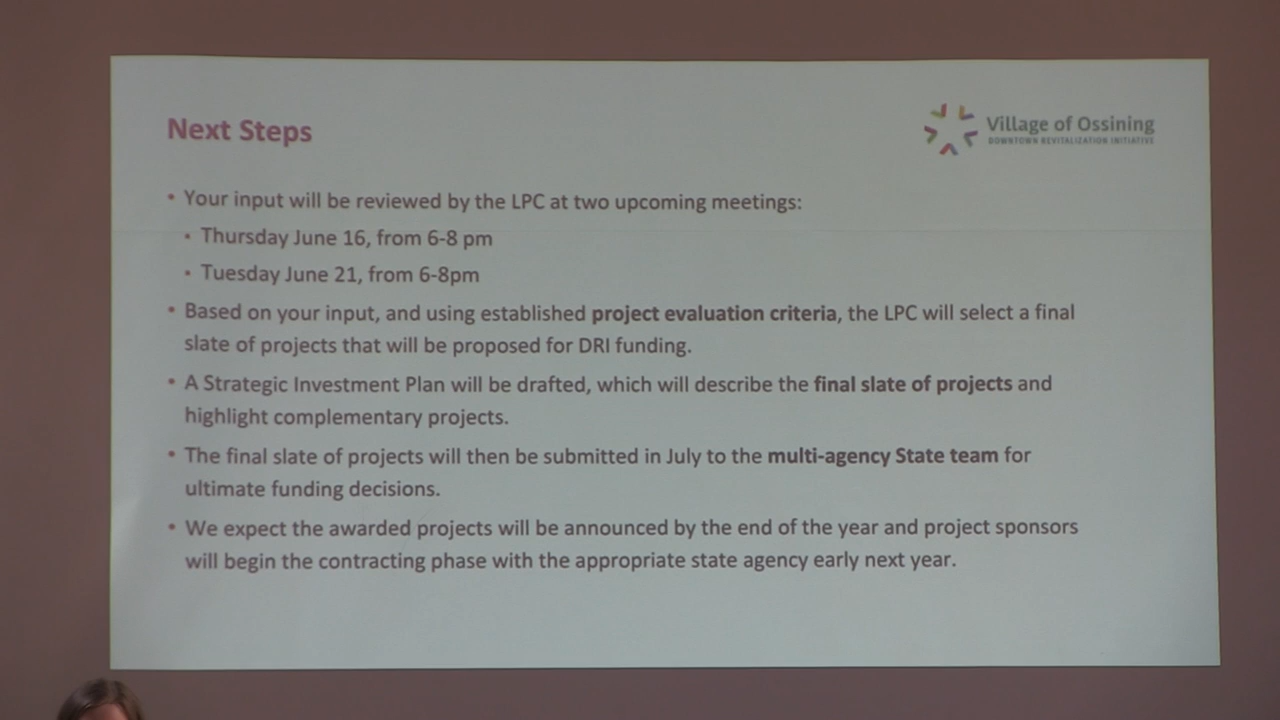 Next Steps
Village of Ossining
DOWNTOWN REVITALIZATION INITIATIVE
• Your input will be reviewed by the LPC at two upcoming meetings:
• Thursday June 16, from 6-8 pm
• Tuesday June 21, from 6-8pm
• Based on your input, and using established project evaluation criteria, the LPC will select a final
slate of projects that will be proposed for DRI funding.
• A Strategic Investment Plan will be drafted, which will describe the final slate of projects and
highlight complementary projects.
• The final slate of projects will then be submitted in July to the multi-agency State team for
ultimate funding decisions.
• We expect the awarded projects will be announced by the end of the year and project sponsors
will begin the contracting phase with the appropriate state agency early next year.